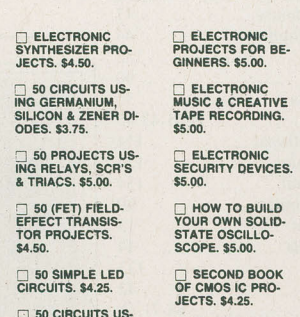 ELECTRONIC
SYNTHESIZER PRO-
JECTS. $4.50.
50 CIRCUITS US-
ING GERMANIUM,
SILICON & ZENER DI-
ODES. $3.75.
50 PROJECTS US-
ING RELAYS, SCR'S
& TRIACS. $5.00.
50 (FET) FIELD-
EFFECT TRANSIS-
TOR PROJECTS.
$4.50.
50 SIMPLE LED
CIRCUITS. $4.25.
50 CIRCUITS US-
ELECTRONIC
PROJECTS FOR BE-
GINNERS. $5.00.
ELECTRONIC
MUSIC & CREATIVE
TAPE RECORDING.
$5.00.
ELECTRONIC
SECURITY DEVICES.
$5.00.
HOW TO BUILD
YOUR OWN SOLID-
STATE OSCILLO-
SCOPE. $5.00.
SECOND BOOK
OF CMOS IC PRO-
JECTS. $4.25.